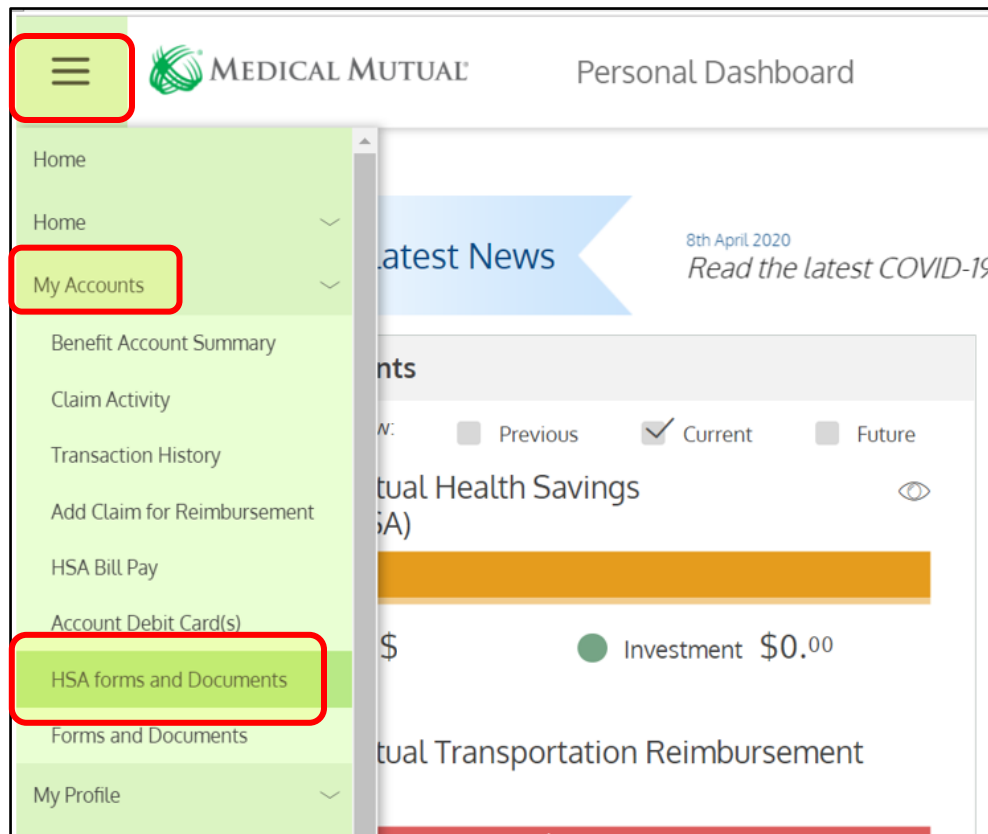 MEDICAL MUTUAL®
Personal Dashboard
Home
Home
My Accounts
Benefit Account Summary
Claim Activity
Transaction History
Add Claim for Reimbursement
HSA Bill Pay
Account Debit Card(s)
HSA forms and Documents
Forms and Documents
My Profile
atest News
8th April 2020
Read the latest COVID-19
nts
w:
Previous
Current
Future
tual Health Savings
SA)
$
Investment $0.00
tual Transportation Reimbursement